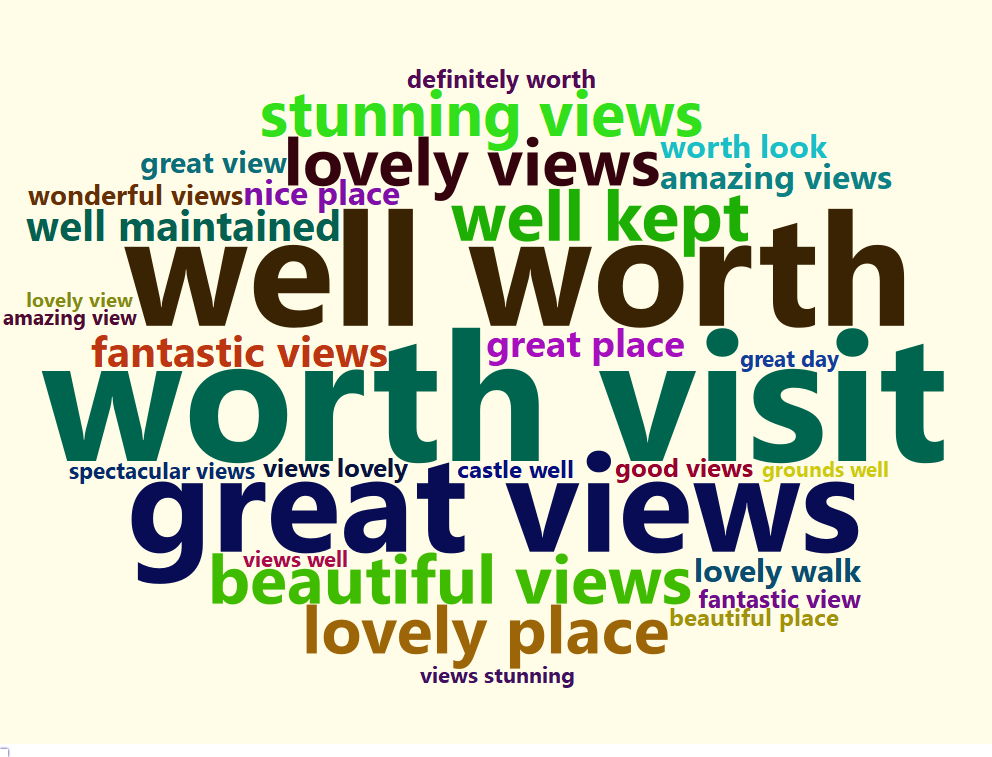 definitely worth
stunning views
lovely views
worth look
great view
amazing views
wonderful views
nice place
well maintained
well kept
well worth
lovely view
amazing view
fantastic views
great place
great day
worth visit
spectacular views
views lovely
castle well
good views
grounds well
great views
views well
beautiful views
lovely walk
fantastic view
lovely place
beautiful place
views stunning